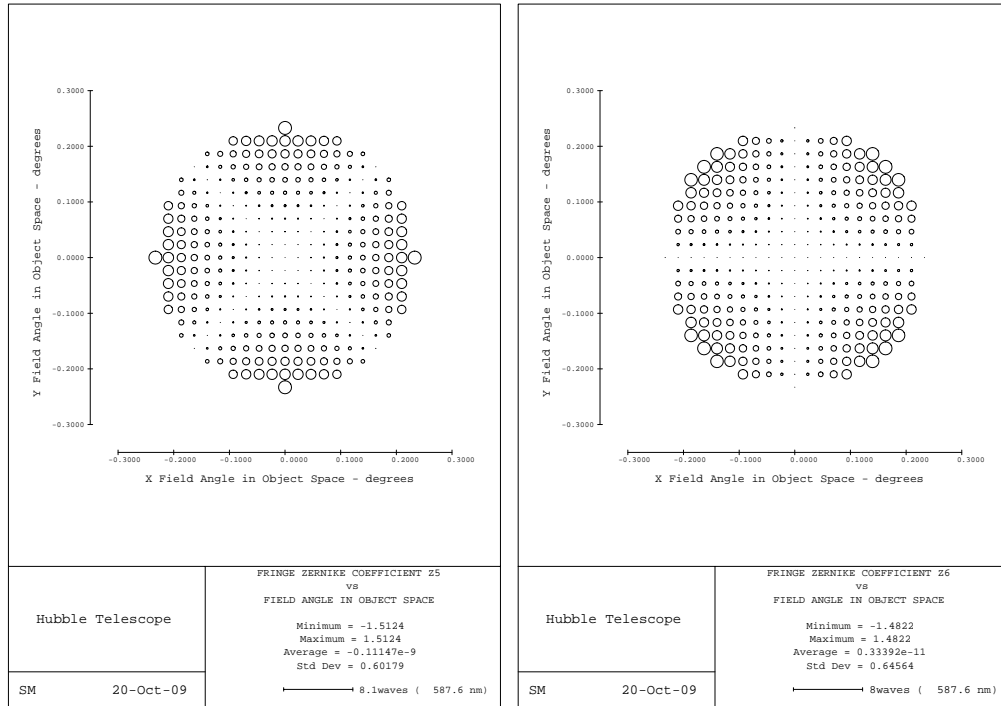 0.3000
0.2000
0.1000
0.0000
-0.1000
-0.2000
-0.3000
Y Field Angle in Object Space - degrees
-0.3000 -0.2000 -0.1000 0.0000 0.1000 0.2000 0.3000
X Field Angle in Object Space - degrees
Hubble Telescope
SM 20-Oct-09
FRINGE ZERNIKE COEFFICIENT Z5
vs
FIELD ANGLE IN OBJECT SPACE
Minimum = -1.5124
Maximum = 1.5124
Average = -0.11147e-9
Std Dev = 0.60179
8.1waves ( 587.6 nm)
0.3000
0.2000
0.1000
0.0000
-0.1000
-0.2000
-0.3000
Y Field Angle in Object Space - degrees
-0.3000 -0.2000 -0.1000 0.0000 0.1000 0.2000 0.3000
X Field Angle in Object Space - degrees
Hubble Telescope
SM 20-Oct-09
FRINGE ZERNIKE COEFFICIENT Z6
vs
FIELD ANGLE IN OBJECT SPACE
Minimum = -1.4822
Maximum = 1.4822
Average = 0.33392e-11
Std Dev = 0.64564
8waves ( 587.6 nm)